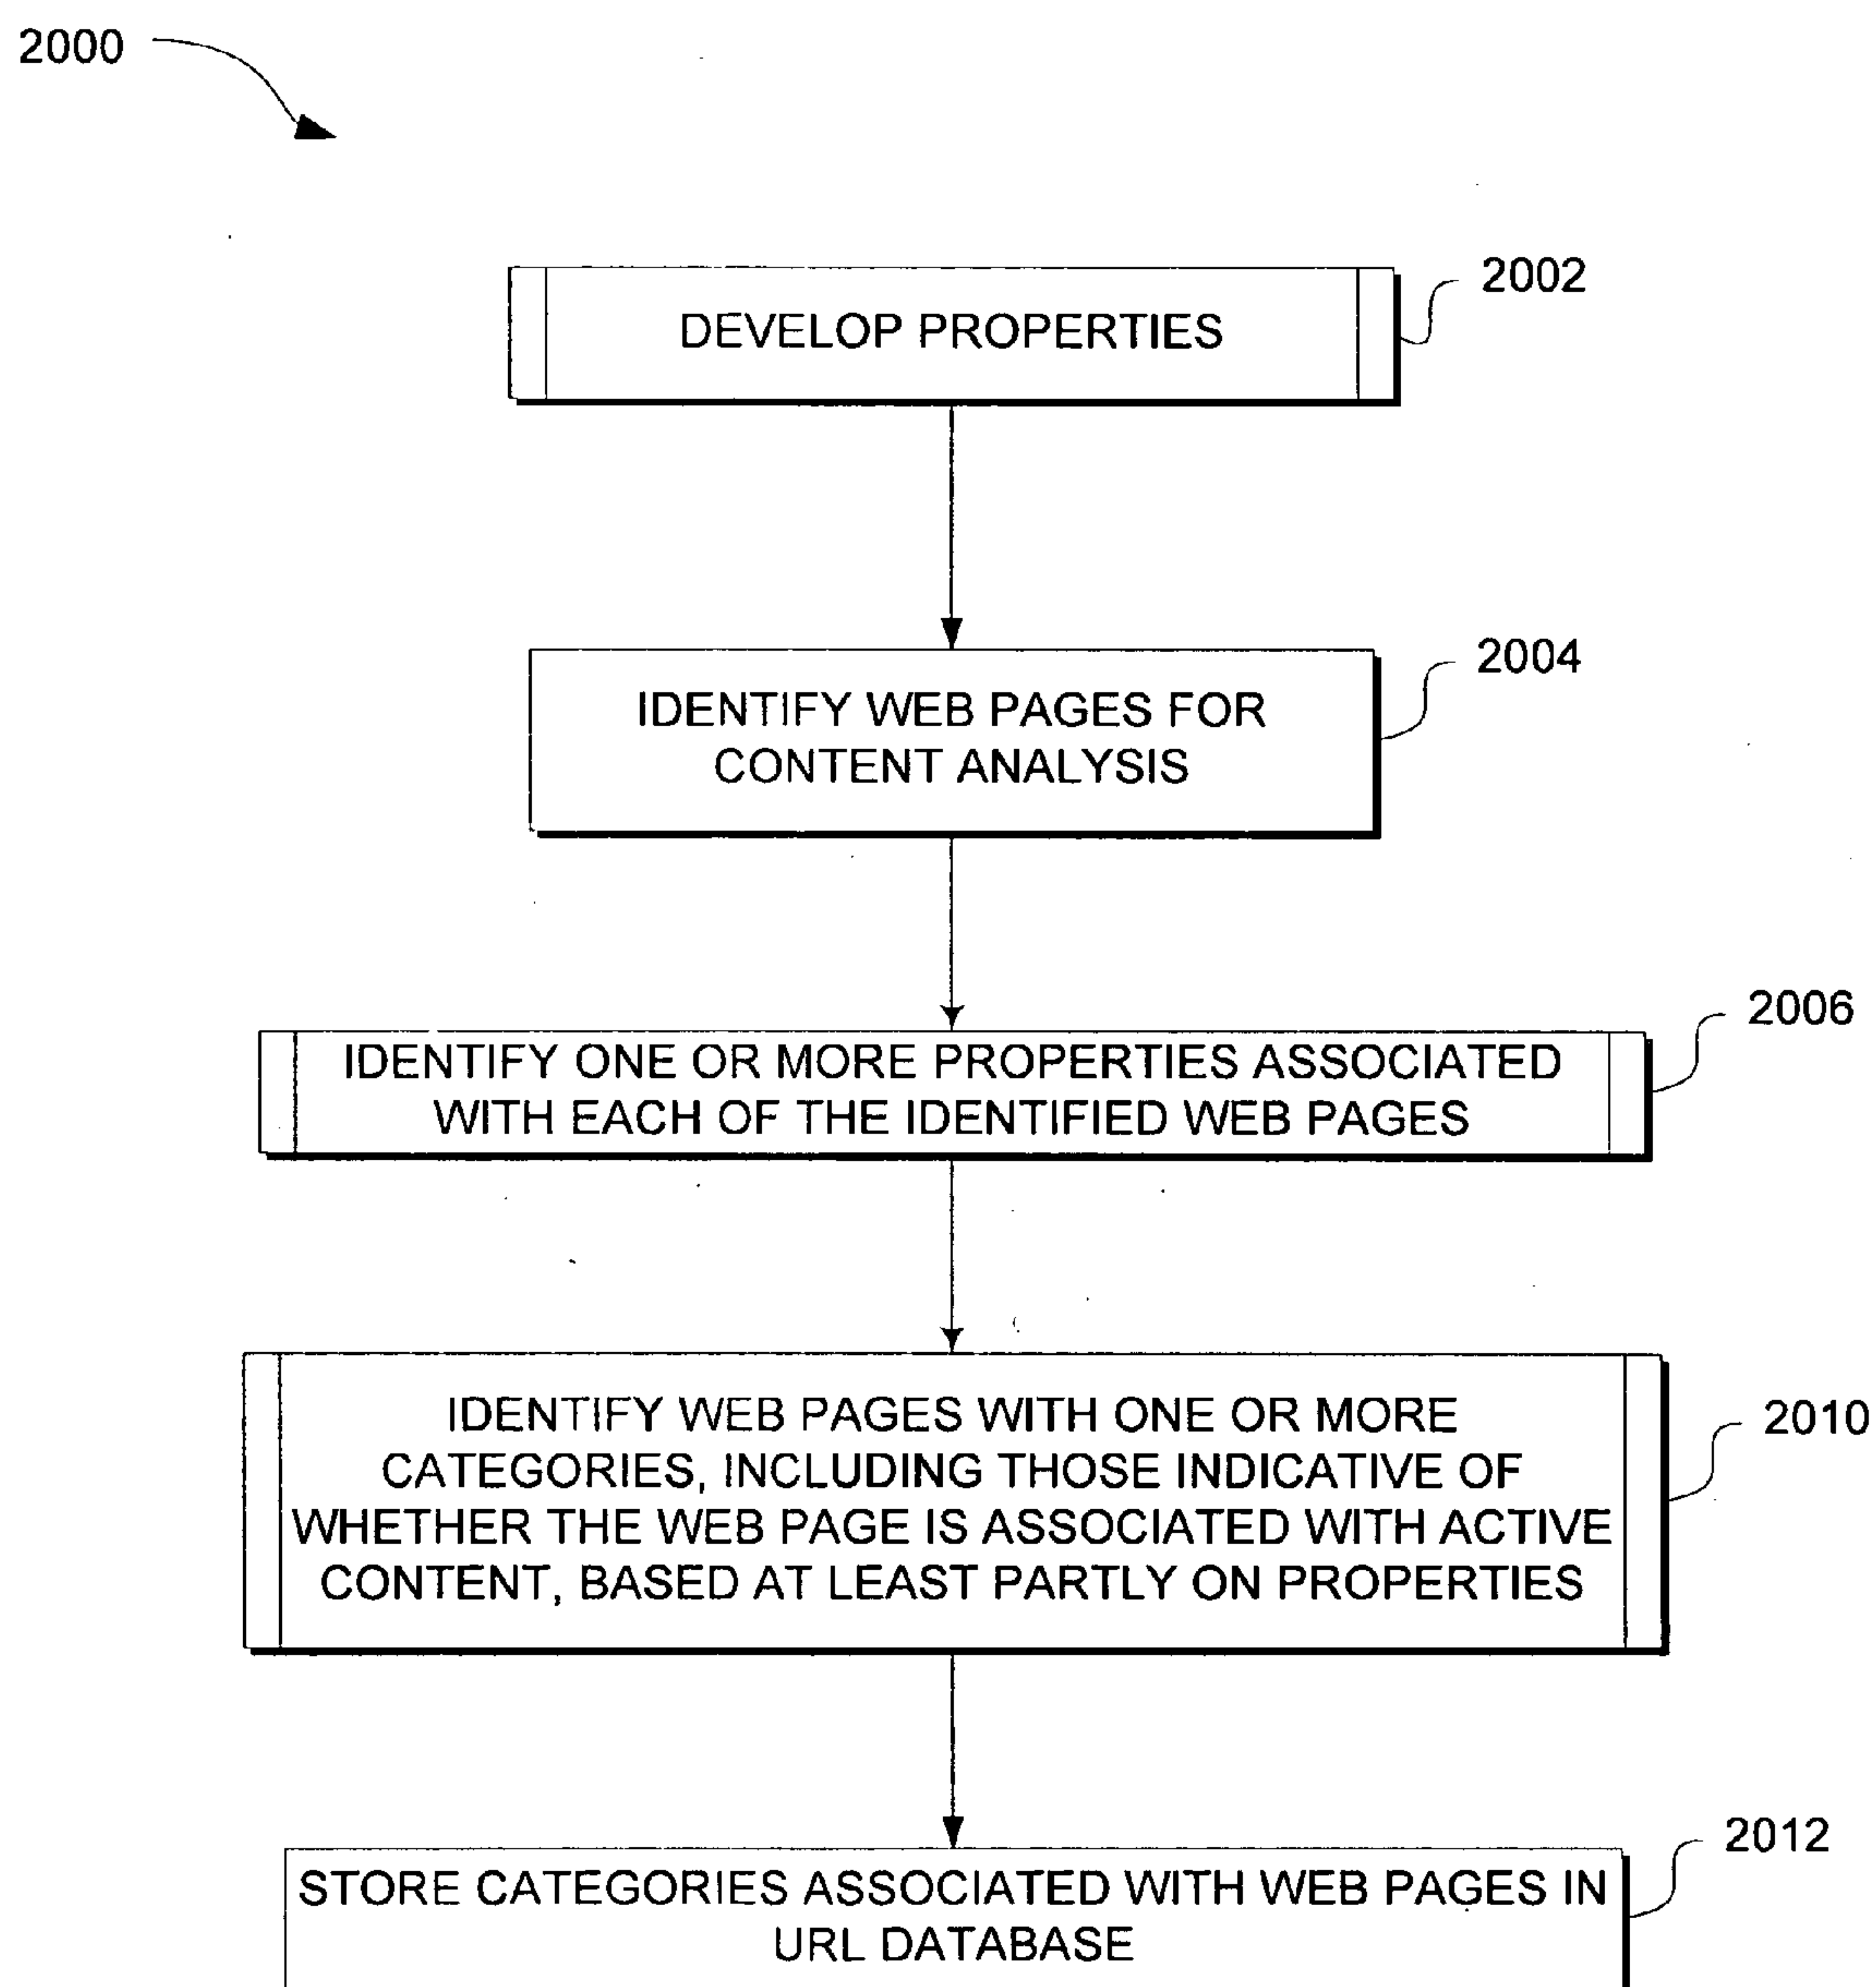 2000
2002
DEVELOP PROPERTIES
2004
IDENTIFY WEB PAGES FOR
CONTENT ANALYSIS
2006
IDENTIFY ONE OR MORE PROPERTIES ASSOCIATED
WITH EACH OF THE IDENTIFIED WEB PAGES
2010
IDENTIFY WEB PAGES WITH ONE OR MORE
CATEGORIES, INCLUDING THOSE INDICATIVE OF
WHETHER THE WEB PAGE IS ASSOCIATED WITH ACTIVE
CONTENT, BASED AT LEAST PARTLY ON PROPERTIES
2012
STORE CATEGORIES ASSOCIATED WITH WEB PAGES IN
URL DATABASE